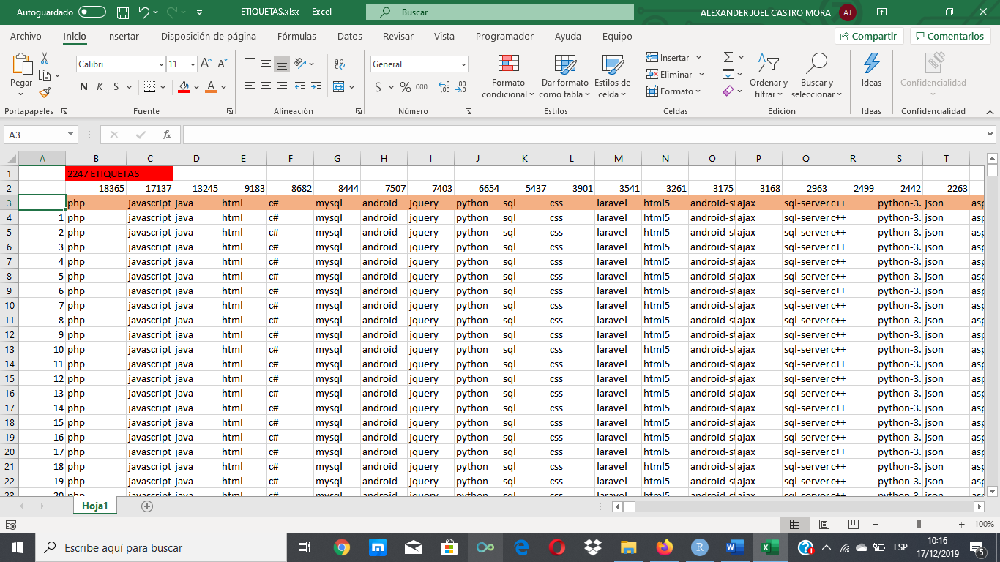 Autoguardado ETIQUETAS.xlsx - Excel Buscar ALEXANDER JOEL CASTRO MORA AJ
Archivo Inicio Insertar Disposición de página Fórmulas Datos Revisar Vista Programador Ayuda Equipo Compartir Comentarios
Pegar Calibri 11 General Formato condicional Dar formato como tabla Estilos de celda Insertar Eliminar Formato Ordenar y filtrar Buscar y seleccionar Ideas Confidencialidad
N K S $ % 000
Portapapeles Fuente Alineación Número Estilos Celdas Edición Ideas Confidencialidad
A3 fx
A B C D E F G H I J K L M N O P Q R S T
1 2247 ETIQUETAS
2 18365 17137 13245 9183 8682 8444 7507 7403 6654 5437 3901 3541 3261 3175 3168 2963 2499 2442 2263
3 php javascript java html c# mysql android jquery python sql css laravel html5 android-st ajax sql-server c++ python-3. json asp
4 1 php javascript java html c# mysql android jquery python sql css laravel html5 android-st ajax sql-server c++ python-3. json asp
5 2 php javascript java html c# mysql android jquery python sql css laravel html5 android-st ajax sql-server c++ python-3. json asp
6 3 php javascript java html c# mysql android jquery python sql css laravel html5 android-st ajax sql-server c++ python-3. json asp
7 4 php javascript java html c# mysql android jquery python sql css laravel html5 android-st ajax sql-server c++ python-3. json asp
8 5 php javascript java html c# mysql android jquery python sql css laravel html5 android-st ajax sql-server c++ python-3. json asp
9 6 php javascript java html c# mysql android jquery python sql css laravel html5 android-st ajax sql-server c++ python-3. json asp
10 7 php javascript java html c# mysql android jquery python sql css laravel html5 android-st ajax sql-server c++ python-3. json asp
11 8 php javascript java html c# mysql android jquery python sql css laravel html5 android-st ajax sql-server c++ python-3. json asp
12 9 php javascript java html c# mysql android jquery python sql css laravel html5 android-st ajax sql-server c++ python-3. json asp
13 10 php javascript java html c# mysql android jquery python sql css laravel html5 android-st ajax sql-server c++ python-3. json asp
14 11 php javascript java html c# mysql android jquery python sql css laravel html5 android-st ajax sql-server c++ python-3. json asp
15 12 php javascript java html c# mysql android jquery python sql css laravel html5 android-st ajax sql-server c++ python-3. json asp
16 13 php javascript java html c# mysql android jquery python sql css laravel html5 android-st ajax sql-server c++ python-3. json asp
17 14 php javascript java html c# mysql android jquery python sql css laravel html5 android-st ajax sql-server c++ python-3. json asp
18 15 php javascript java html c# mysql android jquery python sql css laravel html5 android-st ajax sql-server c++ python-3. json asp
19 16 php javascript java html c# mysql android jquery python sql css laravel html5 android-st ajax sql-server c++ python-3. json asp
20 17 php javascript java html c# mysql android jquery python sql css laravel html5 android-st ajax sql-server c++ python-3. json asp
21 18 php javascript java html c# mysql android jquery python sql css laravel html5 android-st ajax sql-server c++ python-3. json asp
22 19 php javascript java html c# mysql android jquery python sql css laravel html5 android-st ajax sql-server c++ python-3. json asp
23 20 php javascript java html c# mysql android jquery python sql css laravel html5 android-st ajax sql-server c++ python-3. json asp
Hoja1
100%
Escribe aquí para buscar ESP 10:16
17/12/2019 5